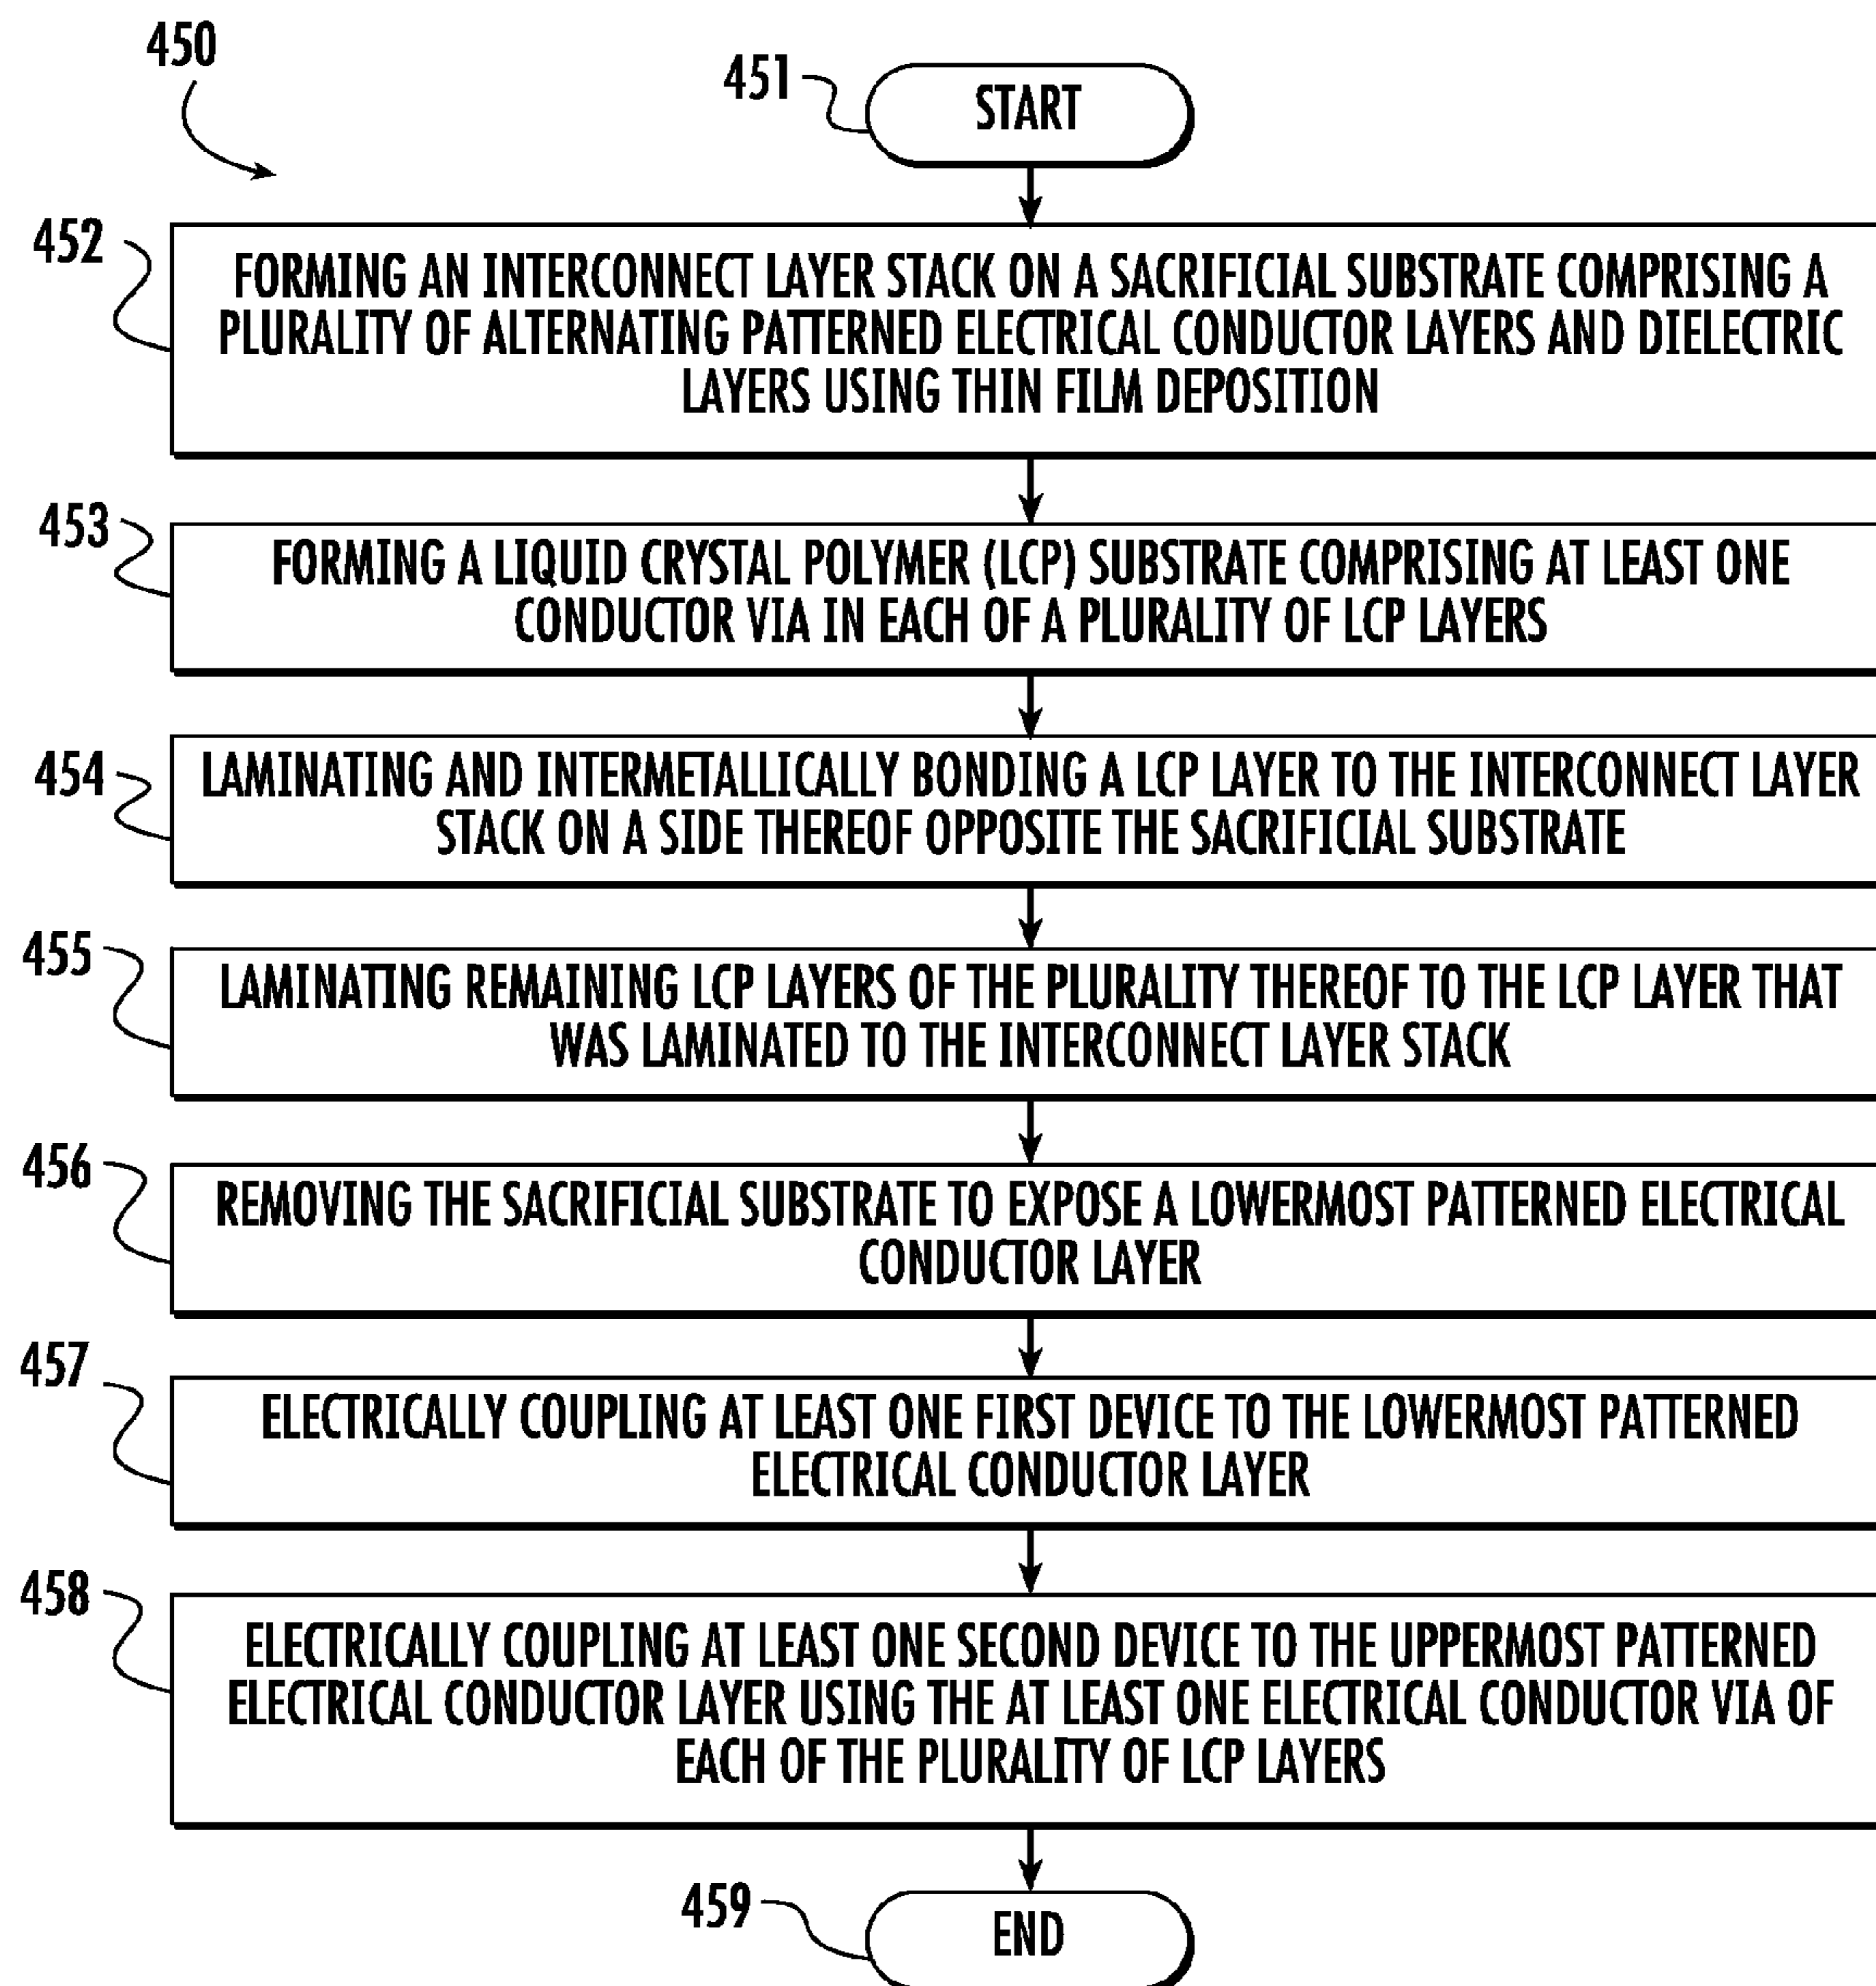 450
451
START
452
FORMING AN INTERCONNECT LAYER STACK ON A SACRIFICIAL SUBSTRATE COMPRISING A
PLURALITY OF ALTERNATING PATTERNED ELECTRICAL CONDUCTOR LAYERS AND DIELECTRIC
LAYERS USING THIN FILM DEPOSITION
453
FORMING A LIQUID CRYSTAL POLYMER (LCP) SUBSTRATE COMPRISING AT LEAST ONE
CONDUCTOR VIA IN EACH OF A PLURALITY OF LCP LAYERS
454
LAMINATING AND INTERMETALLICALLY BONDING A LCP LAYER TO THE INTERCONNECT LAYER
STACK ON A SIDE THEREOF OPPOSITE THE SACRIFICIAL SUBSTRATE
455
LAMINATING REMAINING LCP LAYERS OF THE PLURALITY THEREOF TO THE LCP LAYER THAT
WAS LAMINATED TO THE INTERCONNECT LAYER STACK
456
REMOVING THE SACRIFICIAL SUBSTRATE TO EXPOSE A LOWERMOST PATTERNED ELECTRICAL
CONDUCTOR LAYER
457
ELECTRICALLY COUPLING AT LEAST ONE FIRST DEVICE TO THE LOWERMOST PATTERNED
ELECTRICAL CONDUCTOR LAYER
458
ELECTRICALLY COUPLING AT LEAST ONE SECOND DEVICE TO THE UPPERMOST PATTERNED
ELECTRICAL CONDUCTOR LAYER USING THE AT LEAST ONE ELECTRICAL CONDUCTOR VIA OF
EACH OF THE PLURALITY OF LCP LAYERS
459
END